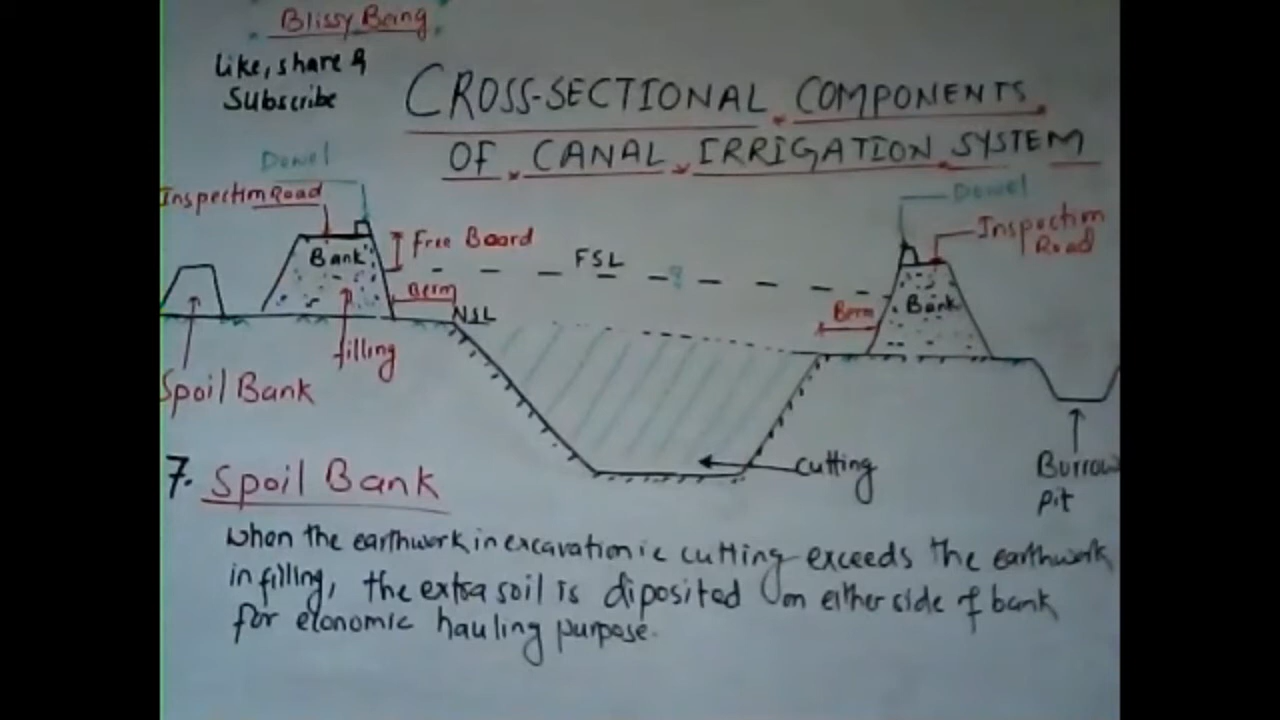 Blissy Being
Like, share &
Subscribe
CROSS-SECTIONAL COMPONENTS
OF CANAL IRRIGATION SYSTEM
Dowel
Inspection Road
Bank
Free Board
FSL
Berm
NSL
filling
Spoil Bank
Dowel
Inspection
Road
Berm
Bank
cutting
Burrow
pit
7. Spoil Bank
when the earthwork in excavation ie cutting exceeds the earthwork
in filling, the extra soil is diposited on either side of bank
for economic hauling purpose.